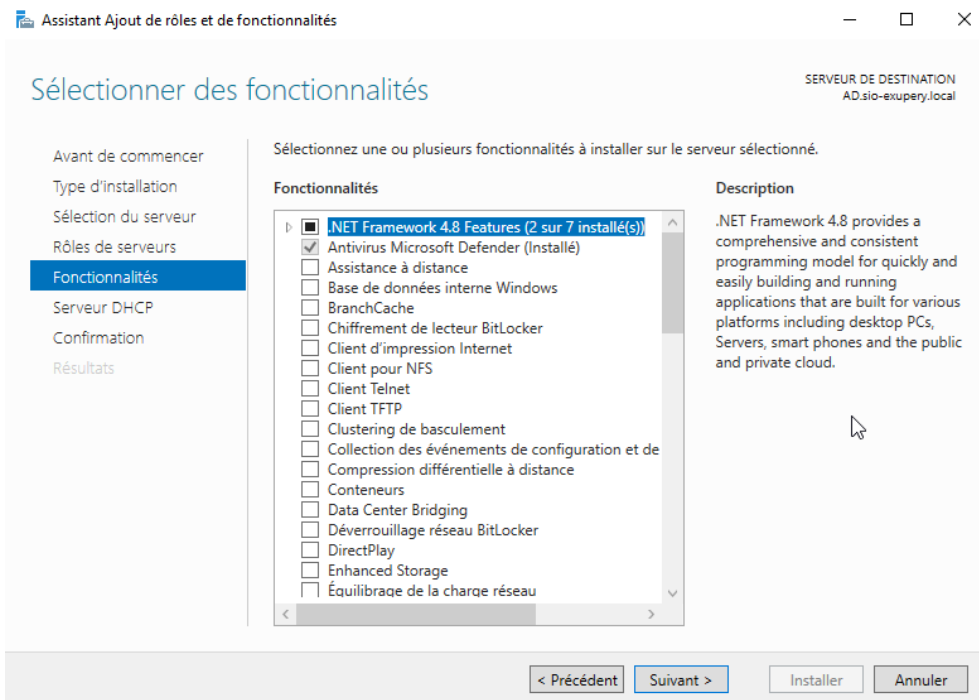 Assistant Ajout de rôles et de fonctionnalités
Sélectionner des fonctionnalités
SERVEUR DE DESTINATION
AD.sio-exupery.local
Avant de commencer
Type d'installation
Sélection du serveur
Rôles de serveurs
Fonctionnalités
Serveur DHCP
Confirmation
Résultats
Sélectionnez une ou plusieurs fonctionnalités à installer sur le serveur sélectionné.
Fonctionnalités
.NET Framework 4.8 Features (2 sur 7 installé(s))
Antivirus Microsoft Defender (Installé)
Assistance à distance
Base de données interne Windows
BranchCache
Chiffrement de lecteur BitLocker
Client d'impression Internet
Client pour NFS
Client Telnet
Client TFTP
Clustering de basculement
Collection des événements de configuration et de
Compression différentielle à distance
Conteneurs
Data Center Bridging
Déverrouillage réseau BitLocker
DirectPlay
Enhanced Storage
Équilibrage de la charge réseau
Description
.NET Framework 4.8 provides a
comprehensive and consistent
programming model for quickly and
easily building and running
applications that are built for various
platforms including desktop PCs,
Servers, smart phones and the public
and private cloud.
< Précédent
Suivant >
Installer
Annuler